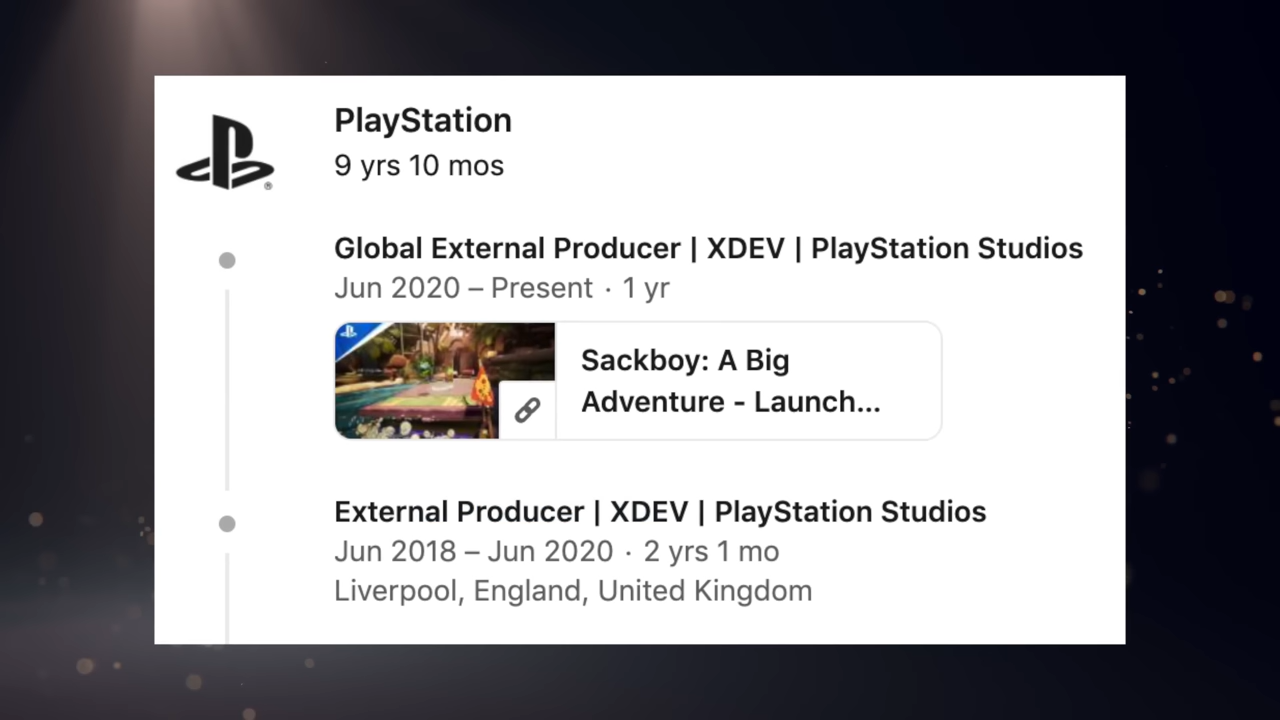 PlayStation
9 yrs 10 mos
®
Global External Producer | XDEV | PlayStation Studios
Jun 2020 – Present · 1 yr
Sackboy: A Big
Adventure - Launch...
External Producer | XDEV | PlayStation Studios
Jun 2018 – Jun 2020 · 2 yrs 1 mo
Liverpool, England, United Kingdom